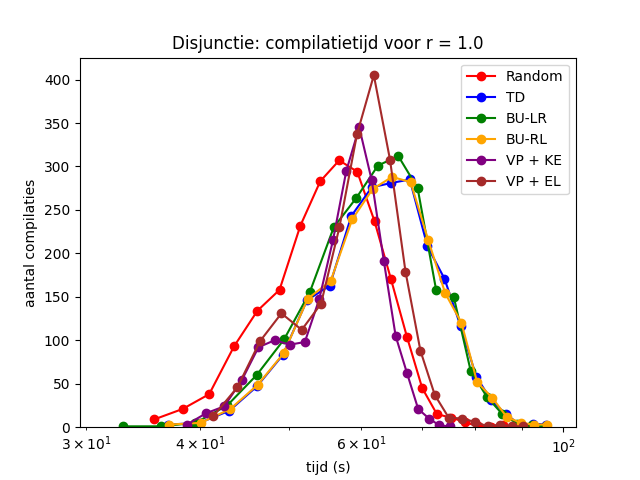 Disjunctie: compilatietijd voor r = 1.0
aantal compilaties
400
350
300
250
200
150
100
50
0
Random
TD
BU-LR
BU-RL
VP + KE
VP + EL
3 × 10¹ 4 × 10¹ 6 × 10¹ 10²
tijd (s)